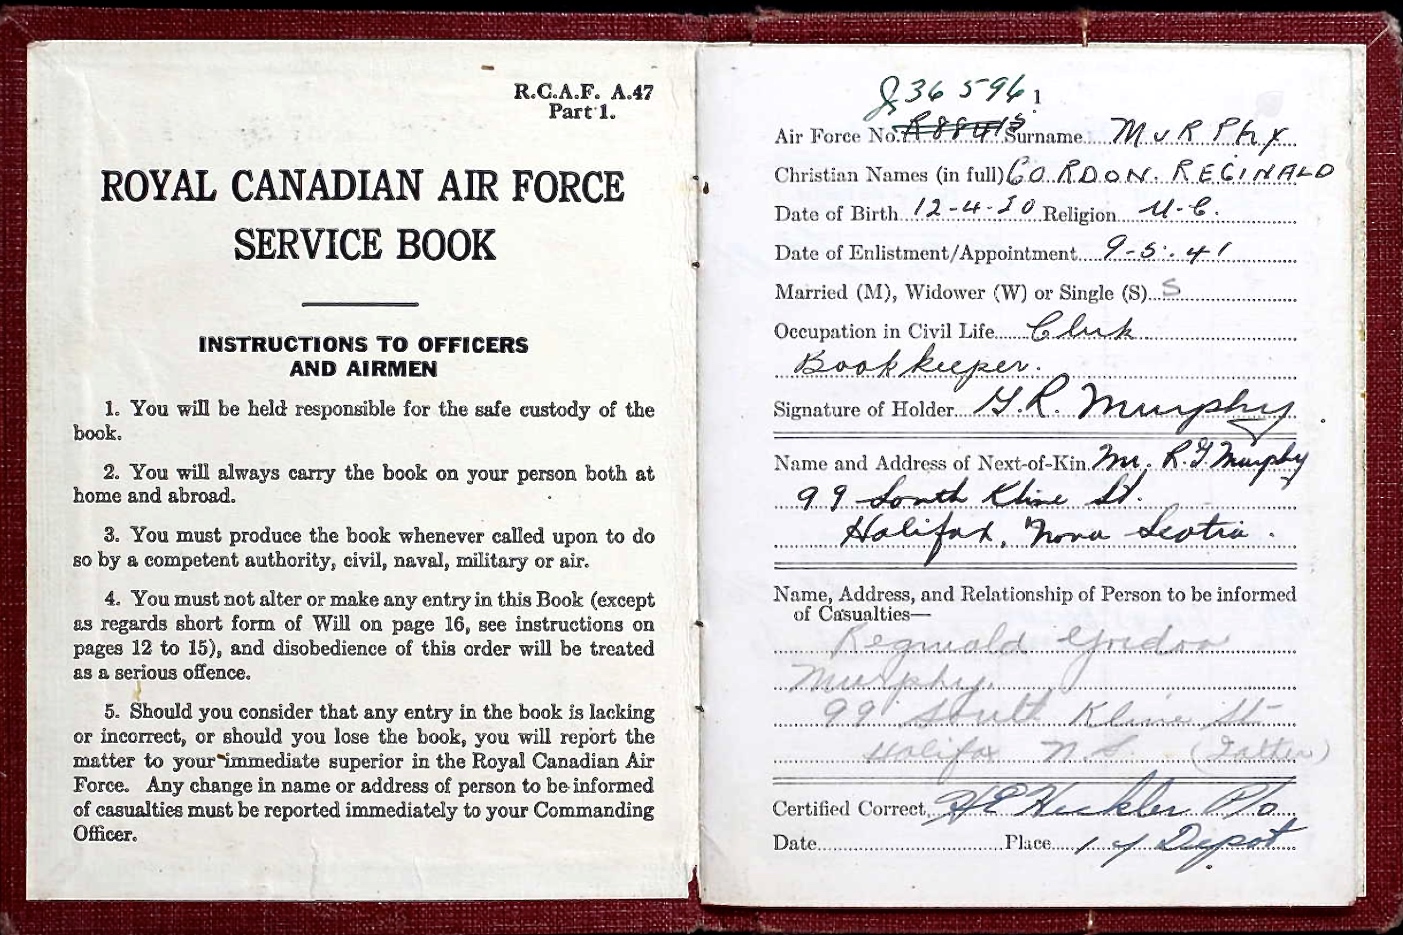 R.C.A.F. A.47
Part 1.
ROYAL CANADIAN AIR FORCE
SERVICE BOOK
INSTRUCTIONS TO OFFICERS
AND AIRMEN
1. You will be held responsible for the safe custody of the
book.
2. You will always carry the book on your person both at
home and abroad.
3. You must produce the book whenever called upon to do
so by a competent authority, civil, naval, military or air.
4. You must not alter or make any entry in this Book (except
as regards short form of Will on page 16, see instructions on
pages 12 to 15), and disobedience of this order will be treated
as a serious offence.
5. Should you consider that any entry in the book is lacking
or incorrect, or should you lose the book, you will report the
matter to your immediate superior in the Royal Canadian Air
Force. Any change in name or address of person to be informed
of casualties must be reported immediately to your Commanding
Officer.
J36596 1
Air Force No. Surname MURPHY
Christian Names (in full) GORDON. REGINALD
Date of Birth 12-4-20 Religion U.C.
Date of Enlistment/Appointment 9-5-41
Married (M), Widower (W) or Single (S) S
Occupation in Civil Life Clerk
Bookkeeper.
Signature of Holder G.R. Murphy
Name and Address of Next-of-Kin Mr. R.G Murphy
99 South Kline St.
Halifax, Nova Scotia.
Name, Address, and Relationship of Person to be informed
of Casualties—
Reginald Gordon
Murphy.
99 South Kline St
Halifax N.S. (Father)
Certified Correct, P/O
Date Place 1 Depot